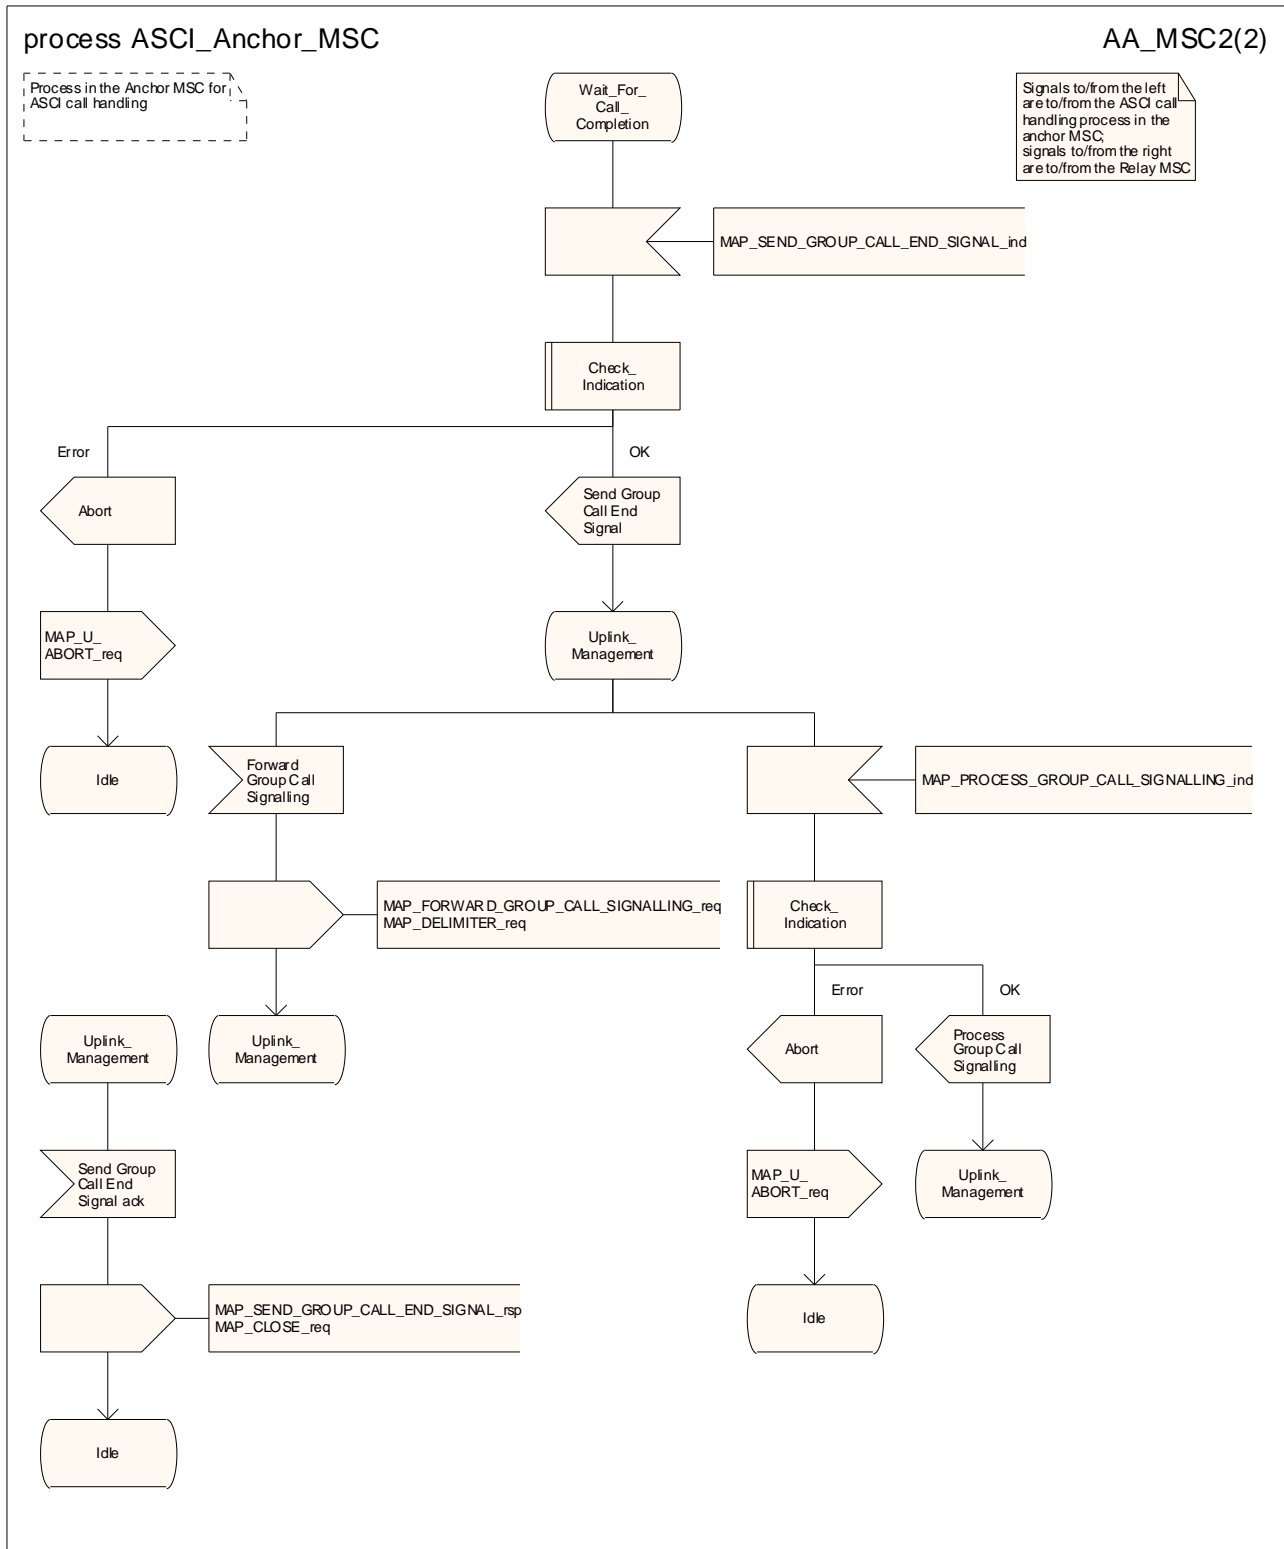 process ASCI_Anchor_MSC
AA_MSC2(2)
Process in the Anchor MSC for
ASCI call handling
Wait_For_
Call_
Completion
Signals to/from the left
are to/from the ASCI call
handling process in the
anchor MSC;
signals to/from the right
are to/from the Relay MSC
MAP_SEND_GROUP_CALL_END_SIGNAL_ind
Check_
Indication
Error
OK
Abort
Send Group
Call End
Signal
MAP_U_
ABORT_req
Uplink_
Management
Idle
Forward
Group Call
Signalling
MAP_PROCESS_GROUP_CALL_SIGNALLING_ind
MAP_FORWARD_GROUP_CALL_SIGNALLING_req
MAP_DELIMITER_req
Check_
Indication
Error
OK
Uplink_
Management
Uplink_
Management
Abort
Process
Group Call
Signalling
Send Group
Call End
Signal ack
MAP_U_
ABORT_req
Uplink_
Management
MAP_SEND_GROUP_CALL_END_SIGNAL_rsp
MAP_CLOSE_req
Idle
Idle